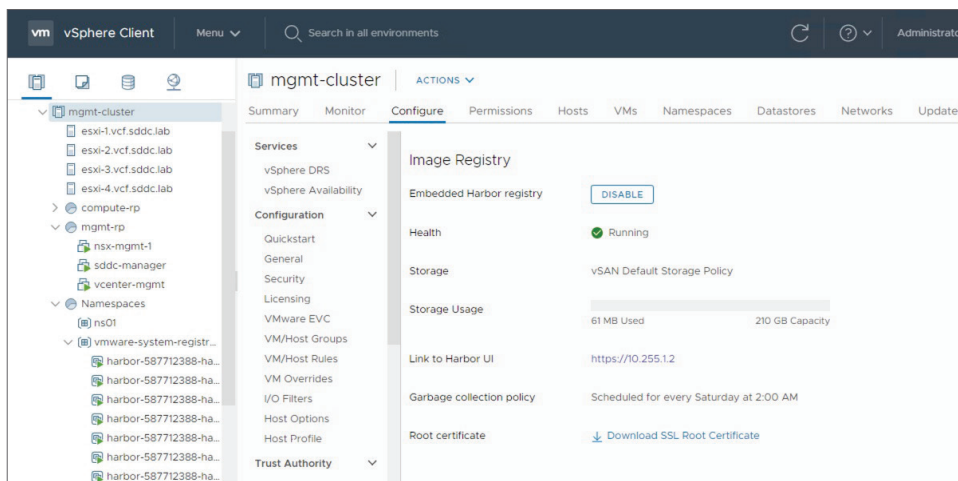 vm vSphere Client Menu Search in all environments Administrato
mgmt-cluster ACTIONS
Summary Monitor Configure Permissions Hosts VMs Namespaces Datastores Networks Update
mgmt-cluster
esxi-1.vcf.sddc.lab
esxi-2.vcf.sddc.lab
esxi-3.vcf.sddc.lab
esxi-4.vcf.sddc.lab
compute-rp
mgmt-rp
nsx-mgmt-1
sddc-manager
vcenter-mgmt
Namespaces
ns01
vmware-system-registr...
harbor-587712388-ha...
harbor-587712388-ha...
harbor-587712388-ha...
harbor-587712388-ha...
harbor-587712388-ha...
harbor-587712388-ha...
harbor-587712388-ha...
Services
vSphere DRS
vSphere Availability
Configuration
Quickstart
General
Security
Licensing
VMware EVC
VM/Host Groups
VM/Host Rules
VM Overrides
I/O Filters
Host Options
Host Profile
Trust Authority
Image Registry
Embedded Harbor registry DISABLE
Health Running
Storage vSAN Default Storage Policy
Storage Usage
61 MB Used 210 GB Capacity
Link to Harbor UI https://10.255.1.2
Garbage collection policy Scheduled for every Saturday at 2:00 AM
Root certificate Download SSL Root Certificate